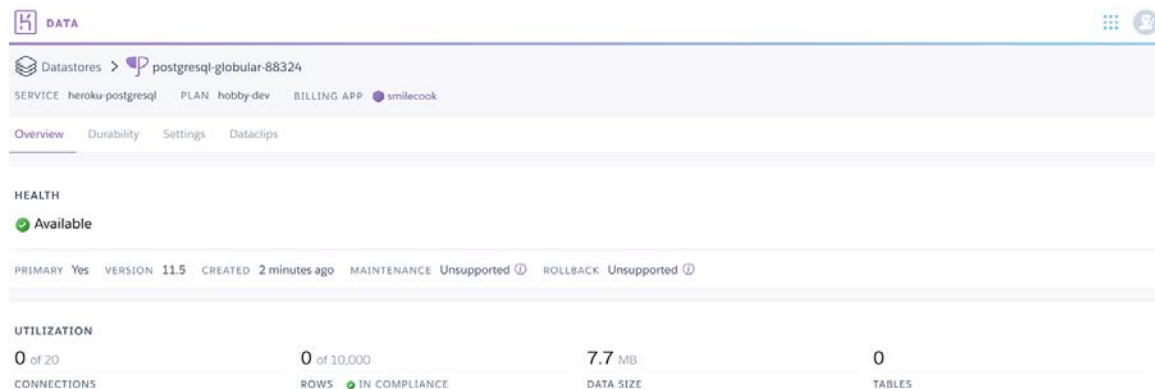 DATA
Datastores > postgresql-globular-88324
SERVICE heroku-postgresql PLAN hobby-dev BILLING APP smilecook
Overview Durability Settings Dataclips
HEALTH
Available
PRIMARY Yes VERSION 11.5 CREATED 2 minutes ago MAINTENANCE Unsupported ROLLBACK Unsupported
UTILIZATION
0 of 20 0 of 10,000 7.7 MB 0
CONNECTIONS ROWS IN COMPLIANCE DATA SIZE TABLES